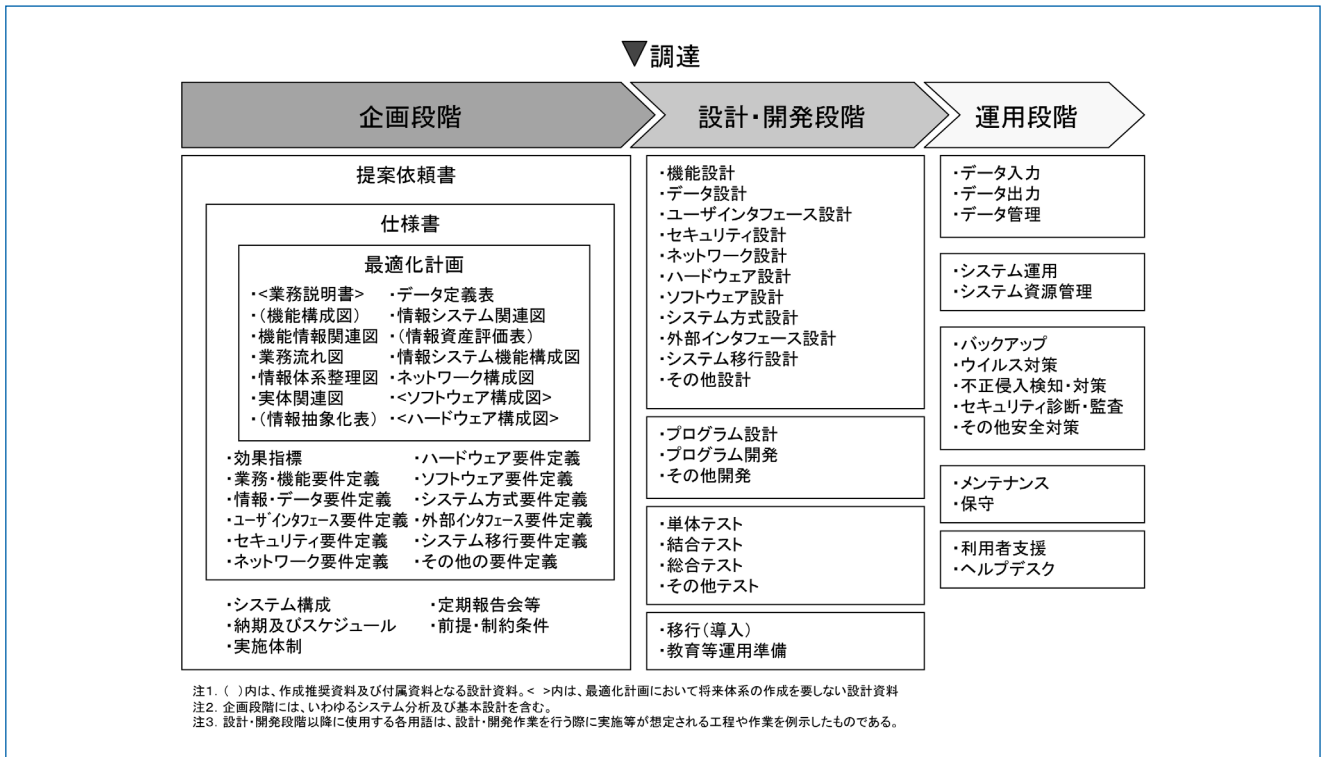 ▼調達
企画段階
設計・開発段階
運用段階
提案依頼書
仕様書
最適化計画
・<業務説明書>
・(機能構成図)
・機能情報関連図
・業務流れ図
・情報体系整理図
・実体関連図
・(情報抽象化表)
・データ定義表
・情報システム関連図
・(情報資産評価表)
・情報システム機能構成図
・ネットワーク構成図
・<ソフトウェア構成図>
・<ハードウェア構成図>
・効果指標
・業務・機能要件定義
・情報・データ要件定義
・ユーザインタフェース要件定義
・セキュリティ要件定義
・ネットワーク要件定義
・ハードウェア要件定義
・ソフトウェア要件定義
・システム方式要件定義
・外部インタフェース要件定義
・システム移行要件定義
・その他の要件定義
・システム構成
・納期及びスケジュール
・実施体制
・定期報告会等
・前提・制約条件
・機能設計
・データ設計
・ユーザインタフェース設計
・セキュリティ設計
・ネットワーク設計
・ハードウェア設計
・ソフトウェア設計
・システム方式設計
・外部インタフェース設計
・システム移行設計
・その他設計
・プログラム設計
・プログラム開発
・その他開発
・単体テスト
・結合テスト
・総合テスト
・その他テスト
・移行(導入)
・教育等運用準備
・データ入力
・データ出力
・データ管理
・システム運用
・システム資源管理
・バックアップ
・ウイルス対策
・不正侵入検知・対策
・セキュリティ診断・監査
・その他安全対策
・メンテナンス
・保守
・利用者支援
・ヘルプデスク
注1. ( )内は、作成推奨資料及び付属資料となる設計資料。< >内は、最適化計画において将来体系の作成を要しない設計資料
注2. 企画段階には、いわゆるシステム分析及び基本設計を含む。
注3. 設計・開発段階以降に使用する各用語は、設計・開発作業を行う際に実施等が想定される工程や作業を例示したものである。